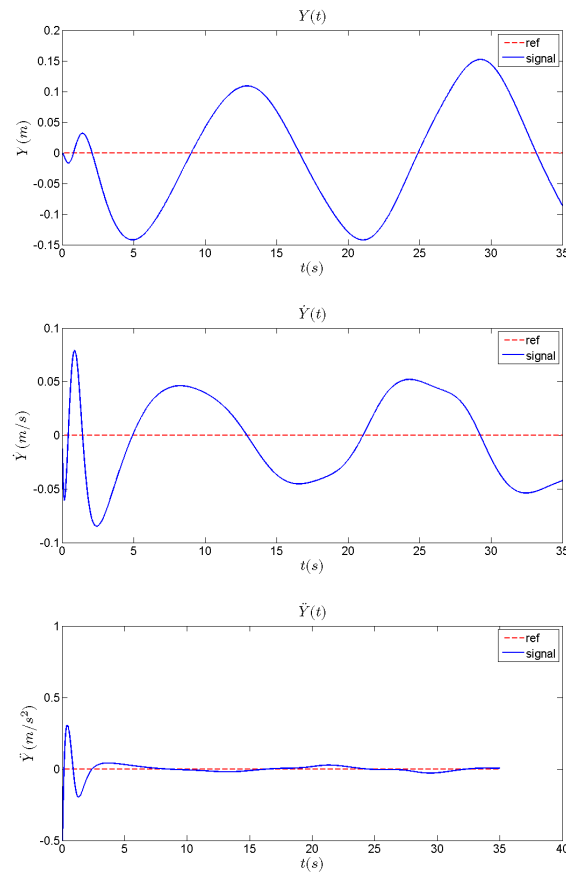 Y(t)
0.2
0.15
0.1
0.05
0
-0.05
-0.1
-0.15
Y (m)
ref
signal
0 5 10 15 20 25 30 35
t(s)
Ẏ(t)
0.1
0.05
0
-0.05
-0.1
Ẏ (m/s)
ref
signal
0 5 10 15 20 25 30 35
t(s)
Ÿ(t)
1
0.5
0
-0.5
Ÿ (m/s²)
ref
signal
0 5 10 15 20 25 30 35 40
t(s)